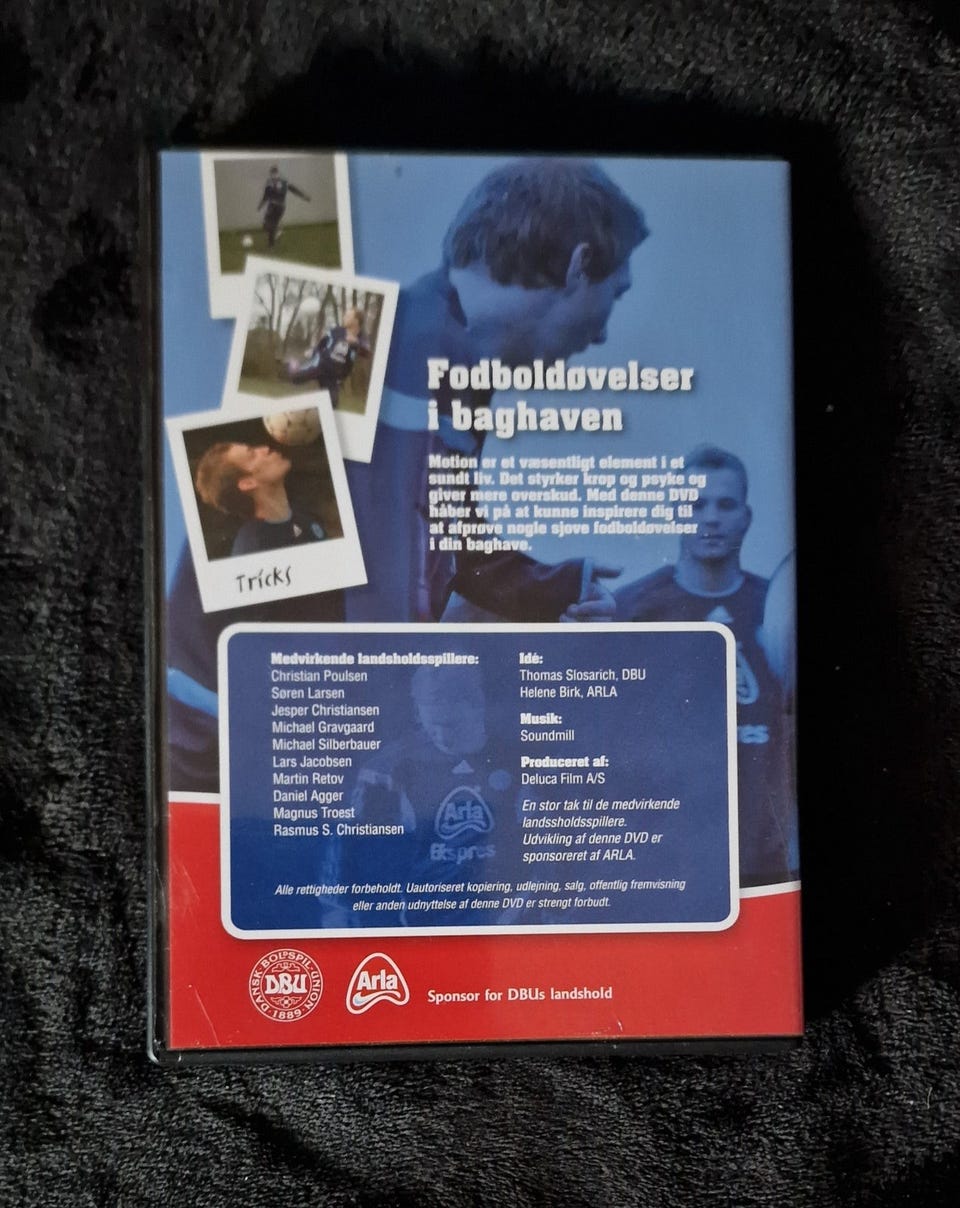 Fodboldøvelser
i baghaven
Motion er et væsentligt element i et
sundt liv. Det styrker krop og psyke og
giver mere overskud. Med denne DVD
håber vi på at kunne inspirere dig til
at afprøve nogle sjove fodboldøvelser
i din baghave.
Tricks
Medvirkende landsholdsspillere:
Christian Poulsen
Søren Larsen
Jesper Christiansen
Michael Gravgaard
Michael Silberbauer
Lars Jacobsen
Martin Retov
Daniel Agger
Magnus Troest
Rasmus S. Christiansen
Idé:
Thomas Slosarich, DBU
Helene Birk, ARLA
Musik:
Soundmill
Produceret af:
Deluca Film A/S
En stor tak til de medvirkende
landssholdsspillere.
Udvikling af denne DVD er
sponsoreret af ARLA.
Arla
Ekspres
Alle rettigheder forbeholdt. Uautoriseret kopiering, udlejning, salg, offentlig fremvisning
eller anden udnyttelse af denne DVD er strengt forbudt.
DANSK BOLDSPIL-UNION
DBU
1889
Arla
Sponsor for DBUs landshold